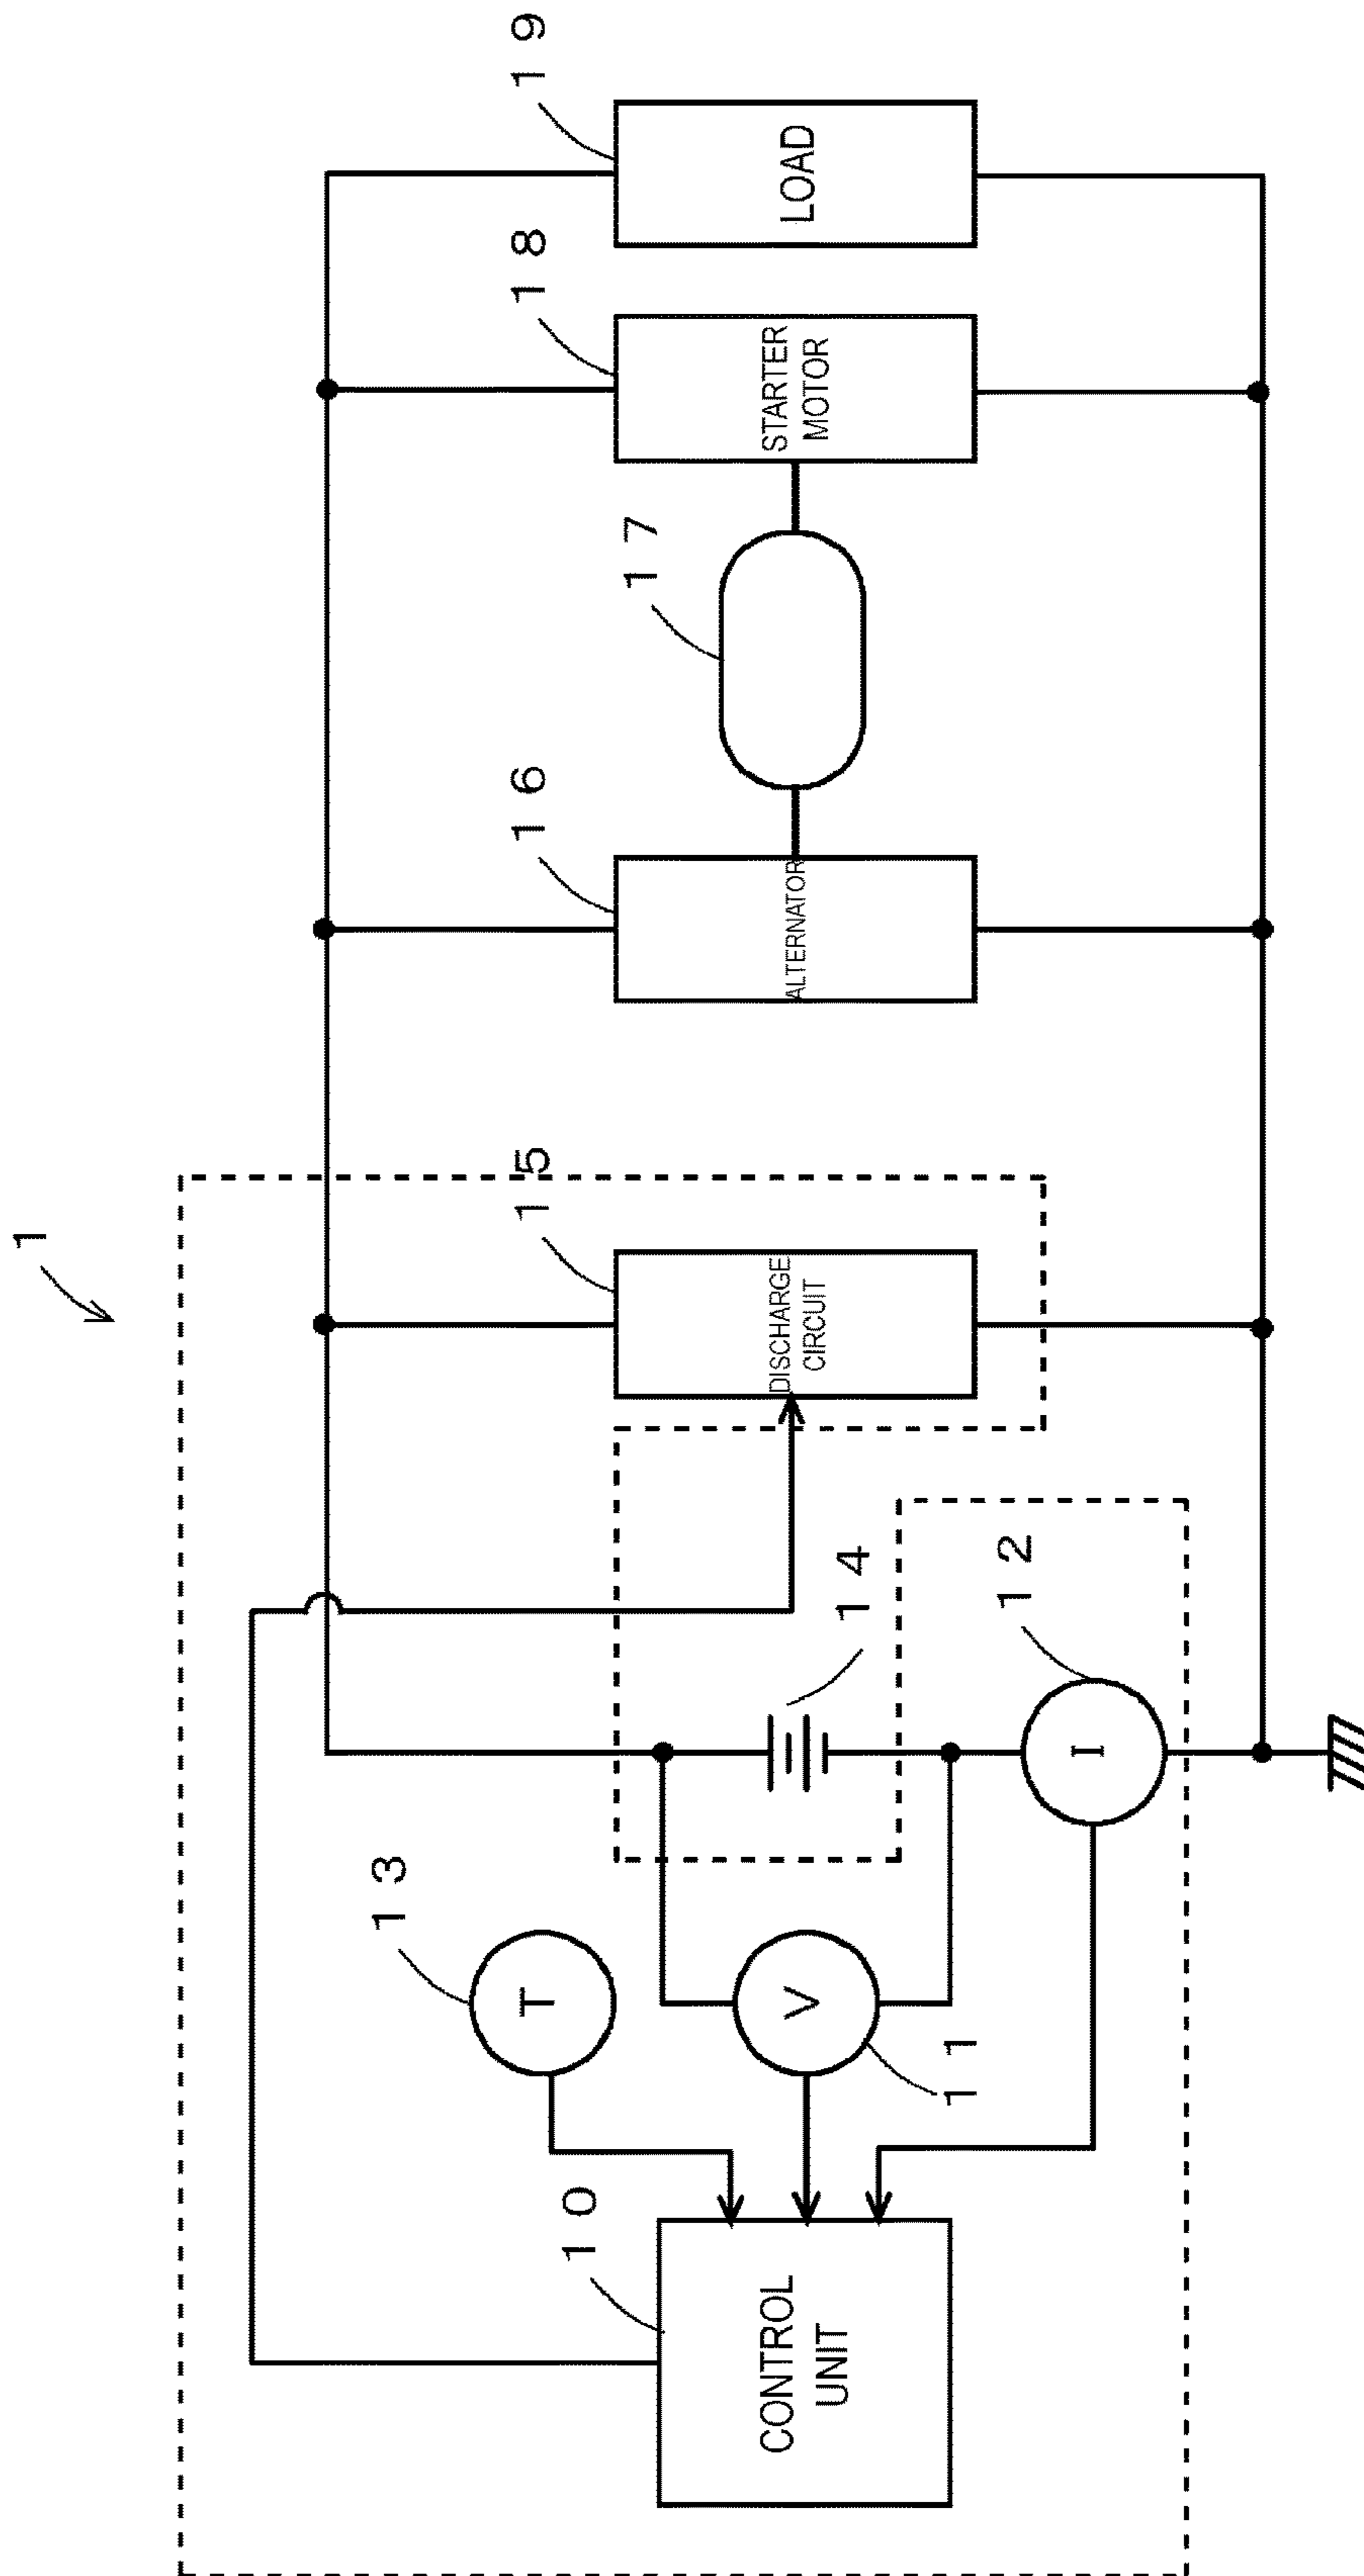 1
10
CONTROL
UNIT
13
T
11
V
14
12
I
15
DISCHARGE
CIRCUIT
16
ALTERNATOR
17
18
STARTER
MOTOR
19
LOAD